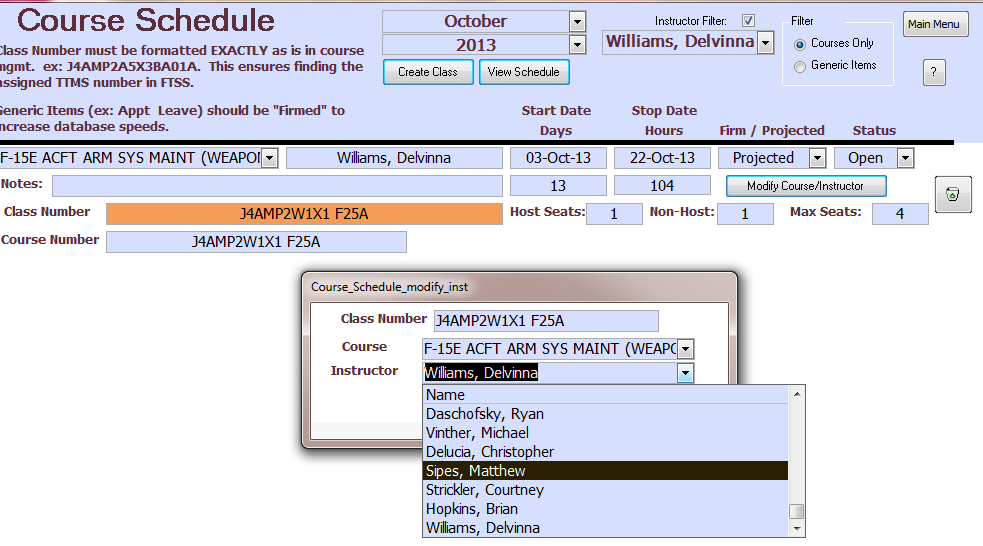 Course Schedule
October
2013
Create Class
View Schedule
Instructor Filter:
Williams, Delvinna
Filter
Courses Only
Generic Items
Main Menu
?
Class Number must be formatted EXACTLY as is in course
mgmt. ex: J4AMP2A5X3BA01A. This ensures finding the
assigned TTMS number in FTSS.
Generic Items (ex: Appt Leave) should be "Firmed" to
increase database speeds.
Start Date
Stop Date
Days
Hours
Firm / Projected
Status
F-15E ACFT ARM SYS MAINT (WEAPO
Williams, Delvinna
03-Oct-13
22-Oct-13
Projected
Open
Notes:
13
104
Modify Course/Instructor
Class Number
J4AMP2W1X1 F25A
Host Seats:
1
Non-Host:
1
Max Seats:
4
Course Number
J4AMP2W1X1 F25A
Course_Schedule_modify_inst
Class Number
J4AMP2W1X1 F25A
Course
F-15E ACFT ARM SYS MAINT (WEAPC
Instructor
Williams, Delvinna
Name
Daschofsky, Ryan
Vinther, Michael
Delucia, Christopher
Sipes, Matthew
Strickler, Courtney
Hopkins, Brian
Williams, Delvinna